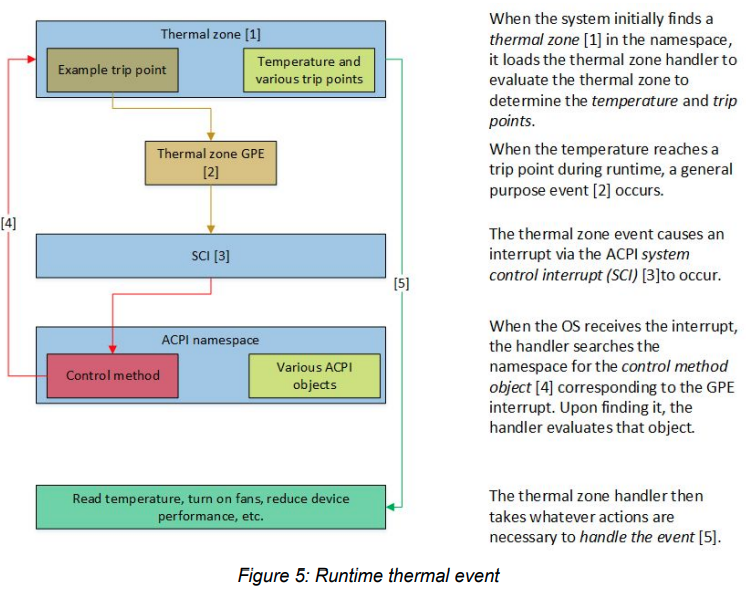 Thermal zone [1]
Example trip point
Temperature and
various trip points
Thermal zone GPE
[2]
[4]
SCI [3]
[5]
ACPI namespace
Control method
Various ACPI
objects
Read temperature, turn on fans, reduce device
performance, etc.
When the system initially finds a
thermal zone [1] in the namespace,
it loads the thermal zone handler to
evaluate the thermal zone to
determine the temperature and trip
points.
When the temperature reaches a
trip point during runtime, a general
purpose event [2] occurs.
The thermal zone event causes an
interrupt via the ACPI system
control interrupt (SCI) [3]to occur.
When the OS receives the interrupt,
the handler searches the
namespace for the control method
object [4] corresponding to the GPE
interrupt. Upon finding it, the
handler evaluates that object.
The thermal zone handler then
takes whatever actions are
necessary to handle the event [5].
Figure 5: Runtime thermal event